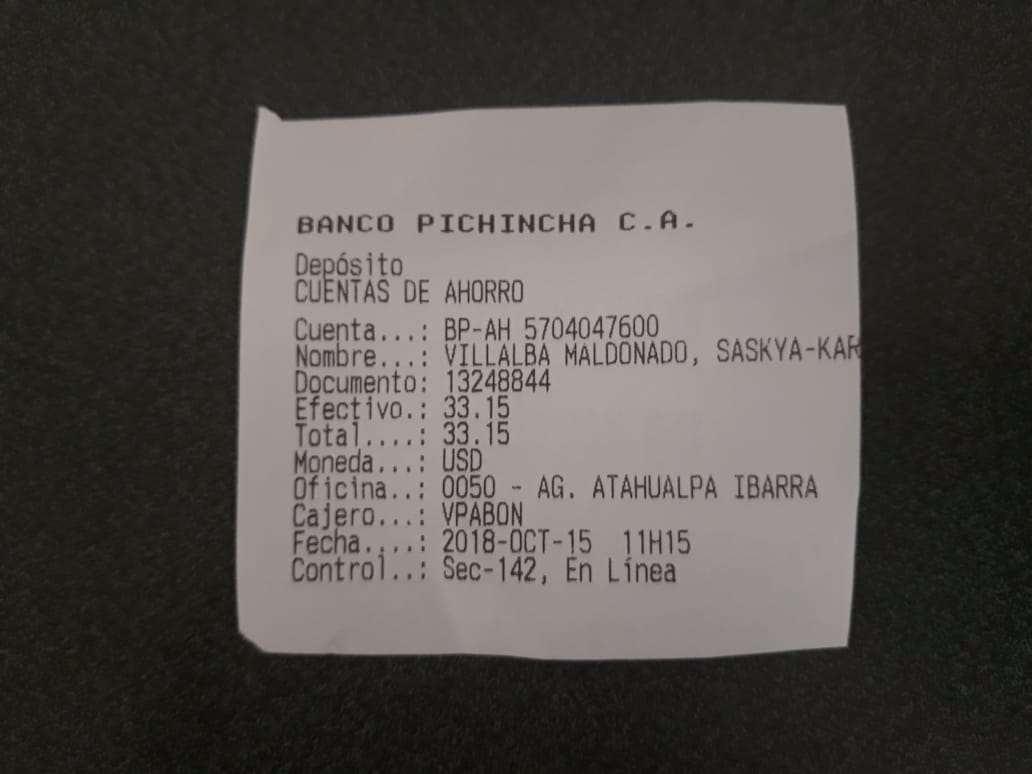 BANCO PICHINCHA C.A.
Depósito
CUENTAS DE AHORRO
Cuenta...: BP-AH 5704047600
Nombre...: VILLALBA MALDONADO, SASKYA-KAR
Documento: 13248844
Efectivo.: 33.15
Total....: 33.15
Moneda...: USD
Oficina..: 0050 - AG. ATAHUALPA IBARRA
Cajero...: VPABON
Fecha....: 2018-OCT-15 11H15
Control..: Sec-142, En Línea